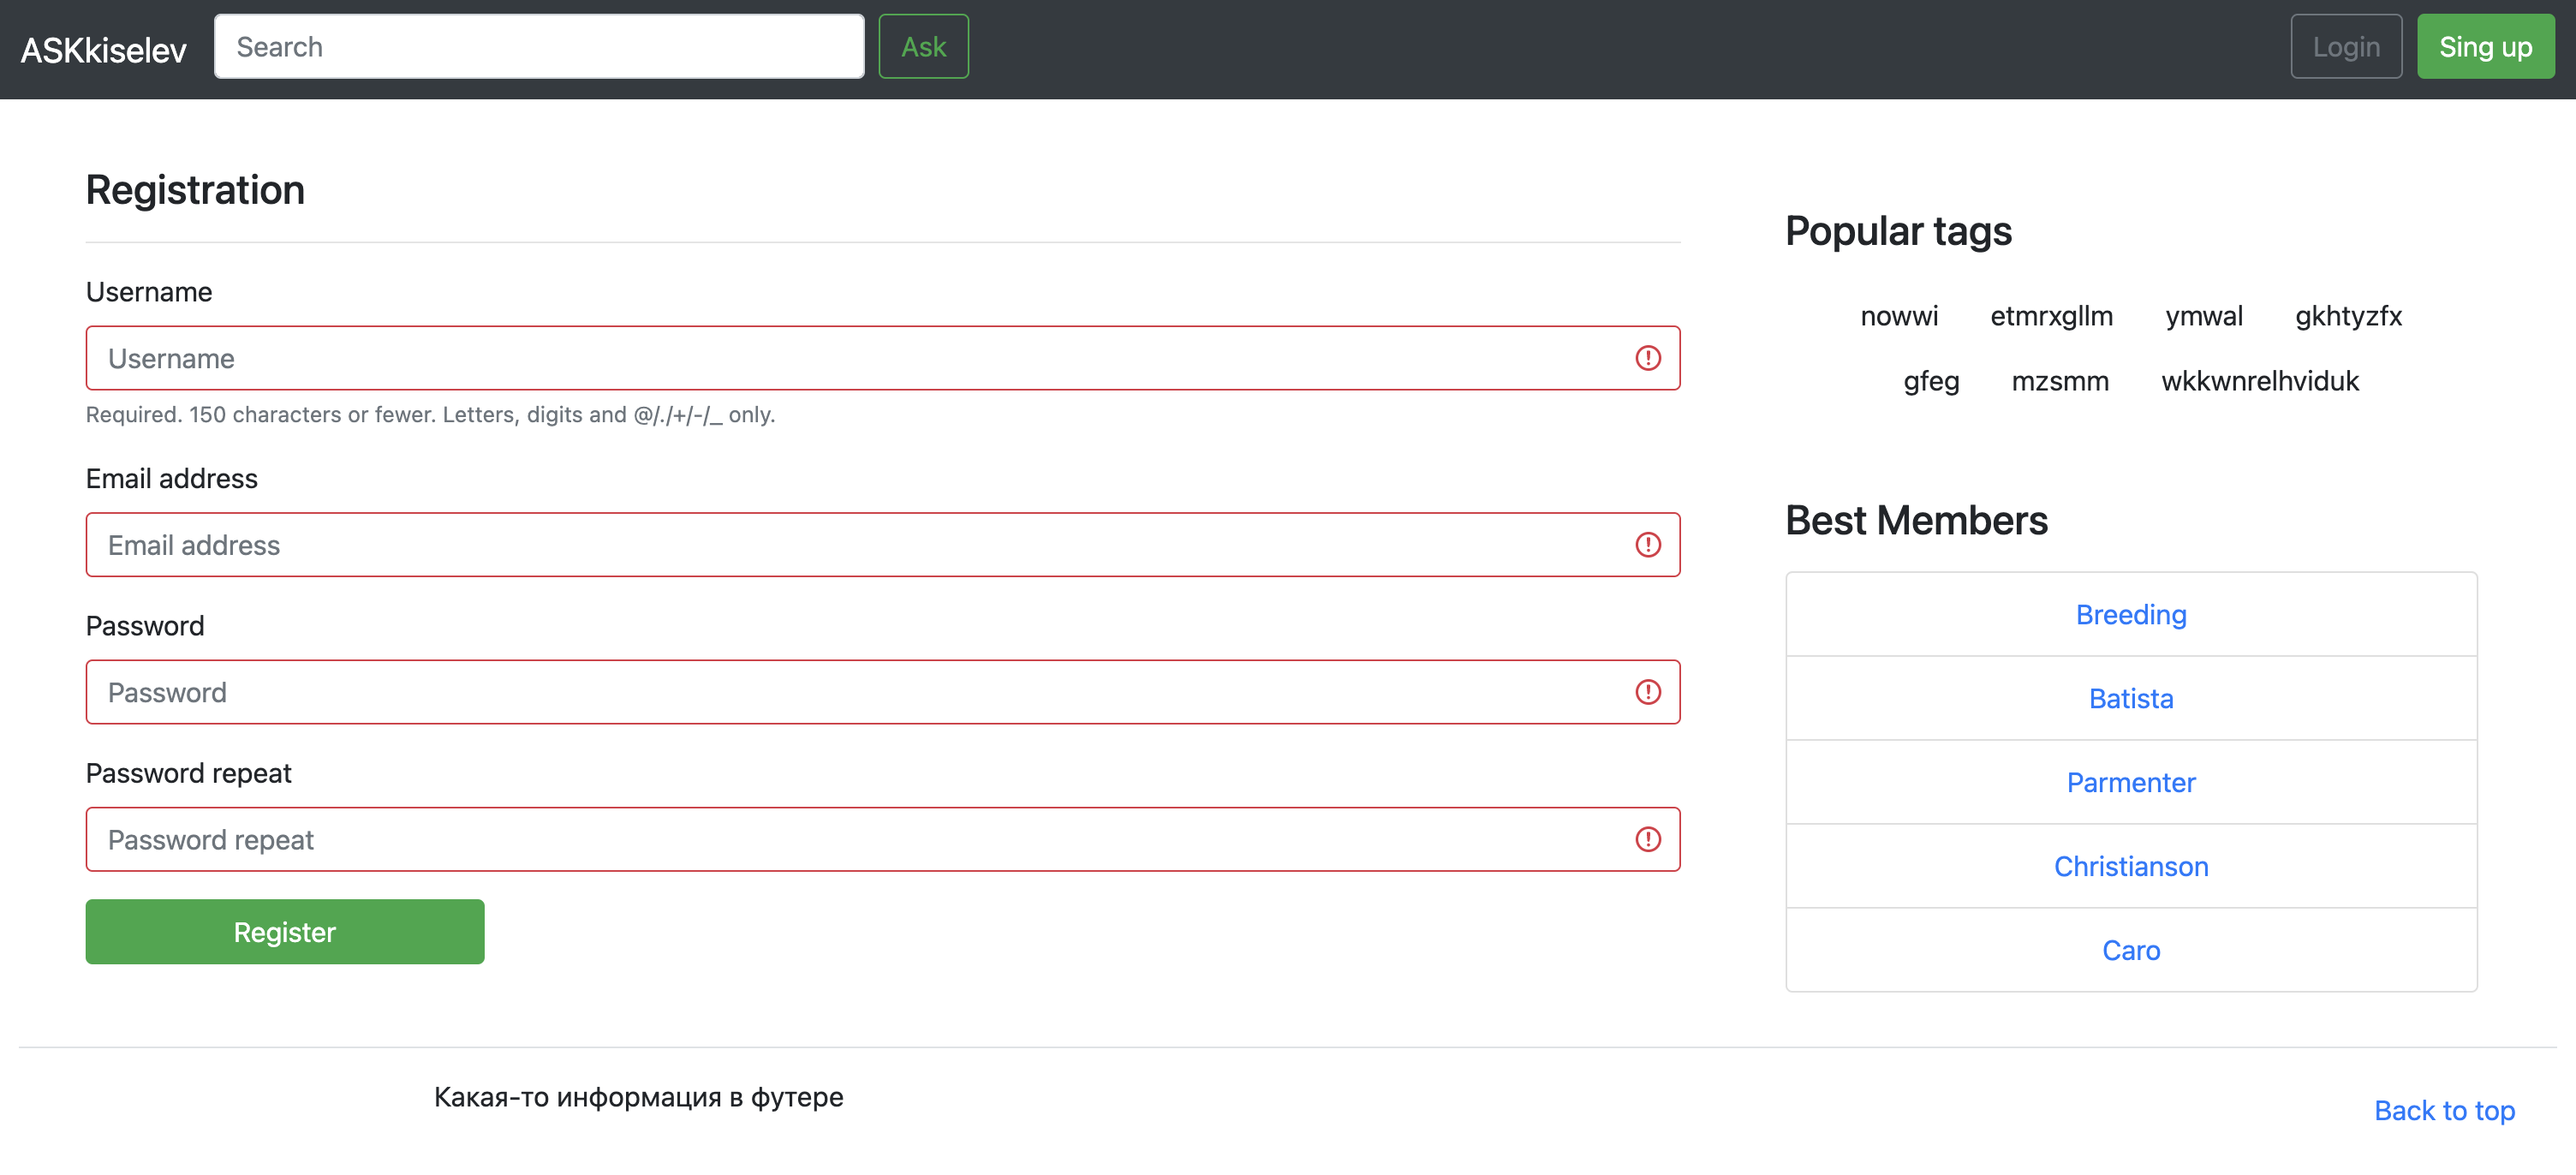 ASKkiselev Search Ask Login Sing up
Registration
Username
Username
Required. 150 characters or fewer. Letters, digits and @/./+/-/_ only.
Email address
Email address
Password
Password
Password repeat
Password repeat
Register
Popular tags
nowwi etmrxgllm ymwal gkhtyzfx
gfeg mzsmm wkkwnrelhviduk
Best Members
Breeding
Batista
Parmenter
Christianson
Caro
Какая-то информация в футере
Back to top